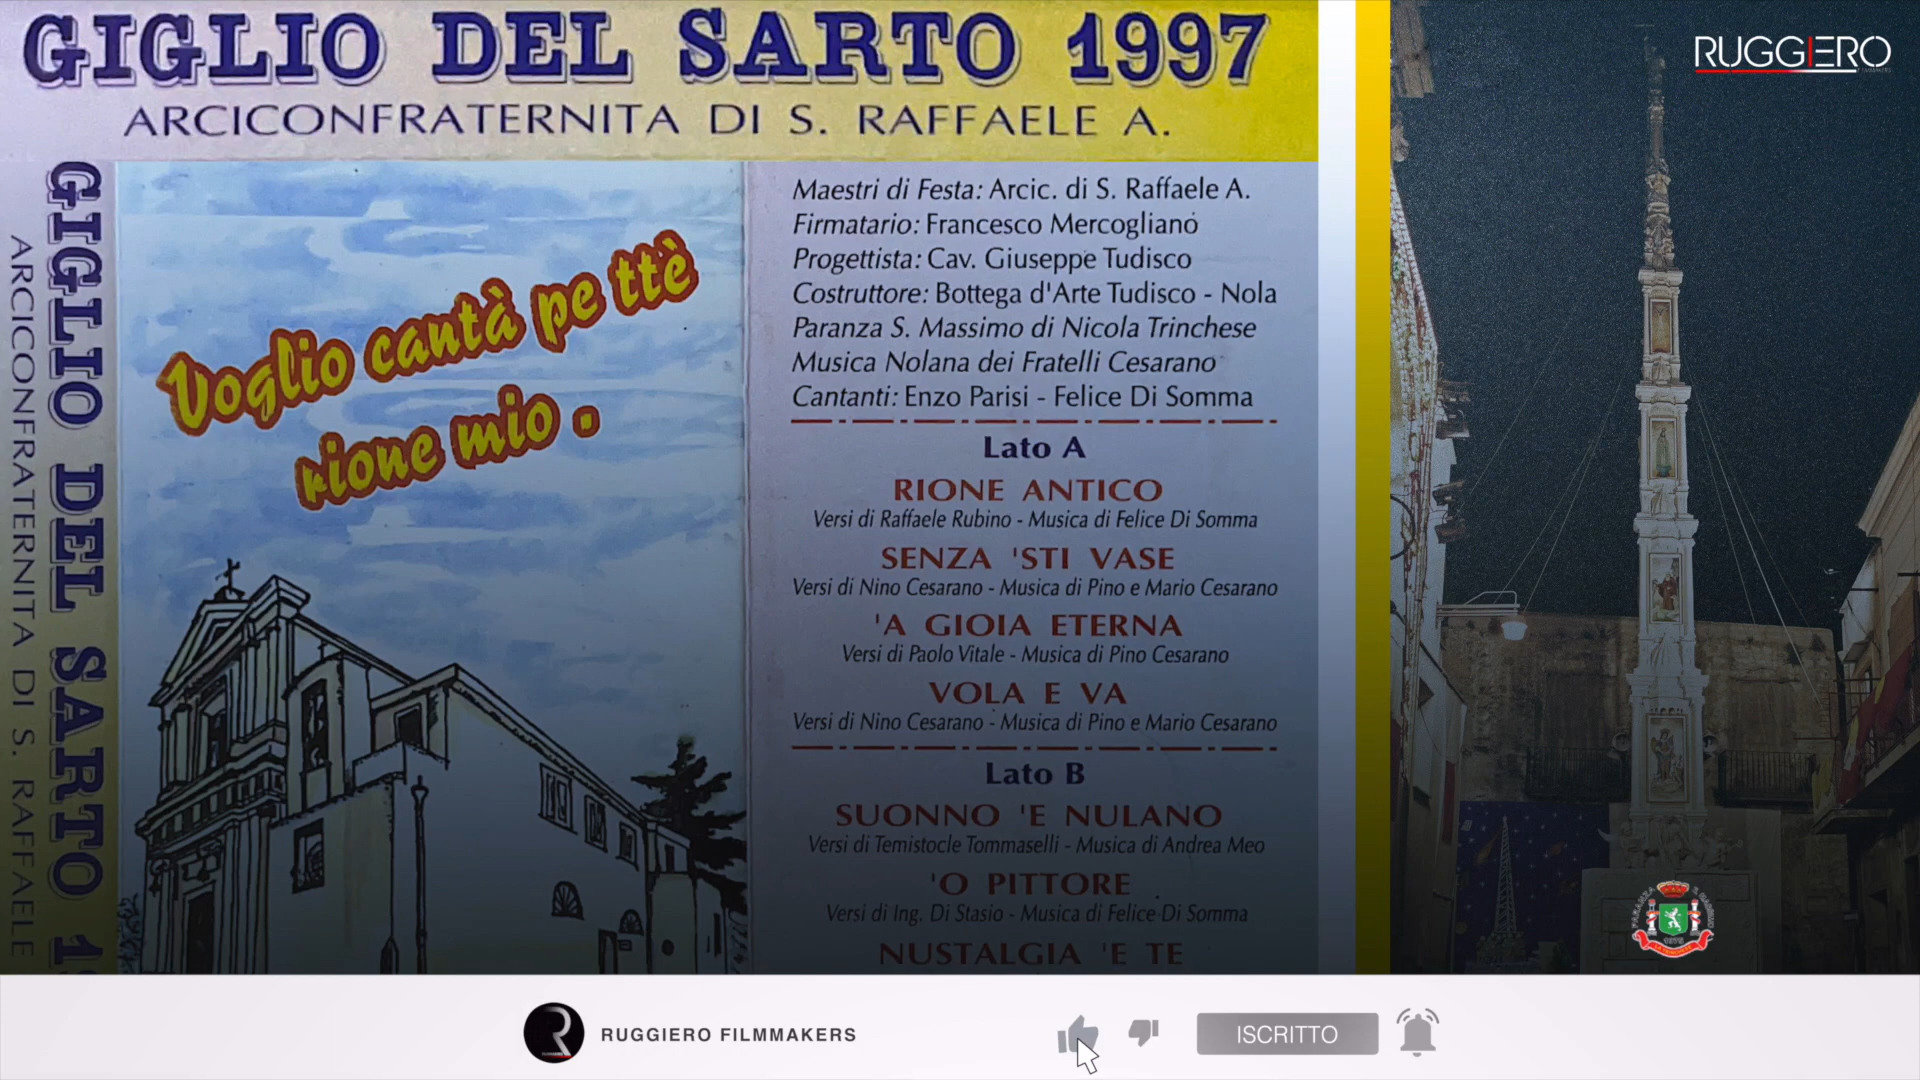 GIGLIO DEL SARTO 1997
ARCICONFRATERNITA DI S. RAFFAELE A.
GIGLIO DEL SARTO 19
ARCICONFRATERNITA DI S. RAFFAELE
Voglio cantà pe ttè
rione mio .
Maestri di Festa: Arcic. di S. Raffaele A.
Firmatario: Francesco Mercogliano
Progettista: Cav. Giuseppe Tudisco
Costruttore: Bottega d'Arte Tudisco - Nola
Paranza S. Massimo di Nicola Trinchese
Musica Nolana dei Fratelli Cesarano
Cantanti: Enzo Parisi - Felice Di Somma
Lato A
RIONE ANTICO
Versi di Raffaele Rubino - Musica di Felice Di Somma
SENZA 'STI VASE
Versi di Nino Cesarano - Musica di Pino e Mario Cesarano
'A GIOIA ETERNA
Versi di Paolo Vitale - Musica di Pino Cesarano
VOLA E VA
Versi di Nino Cesarano - Musica di Pino e Mario Cesarano
Lato B
SUONNO 'E NULANO
Versi di Temistocle Tommaselli - Musica di Andrea Meo
'O PITTORE
Versi di Ing. Di Stasio - Musica di Felice Di Somma
NUSTALGIA 'E TE
RUGGIERO
FILMMAKERS
RUGGIERO FILMMAKERS
ISCRITTO